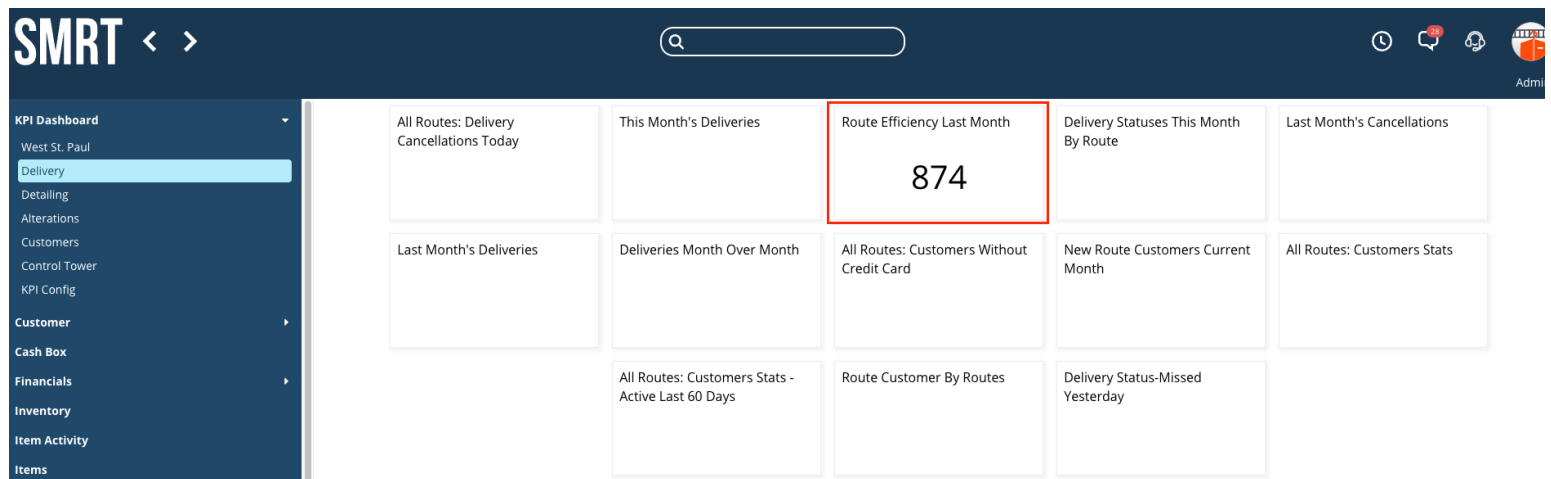 SMRT
28
Admi
KPI Dashboard
West St. Paul
Delivery
Detailing
Alterations
Customers
Control Tower
KPI Config
Customer
Cash Box
Financials
Inventory
Item Activity
Items
All Routes: Delivery
Cancellations Today
This Month's Deliveries
Route Efficiency Last Month
874
Delivery Statuses This Month
By Route
Last Month's Cancellations
Last Month's Deliveries
Deliveries Month Over Month
All Routes: Customers Without
Credit Card
New Route Customers Current
Month
All Routes: Customers Stats
All Routes: Customers Stats -
Active Last 60 Days
Route Customer By Routes
Delivery Status-Missed
Yesterday